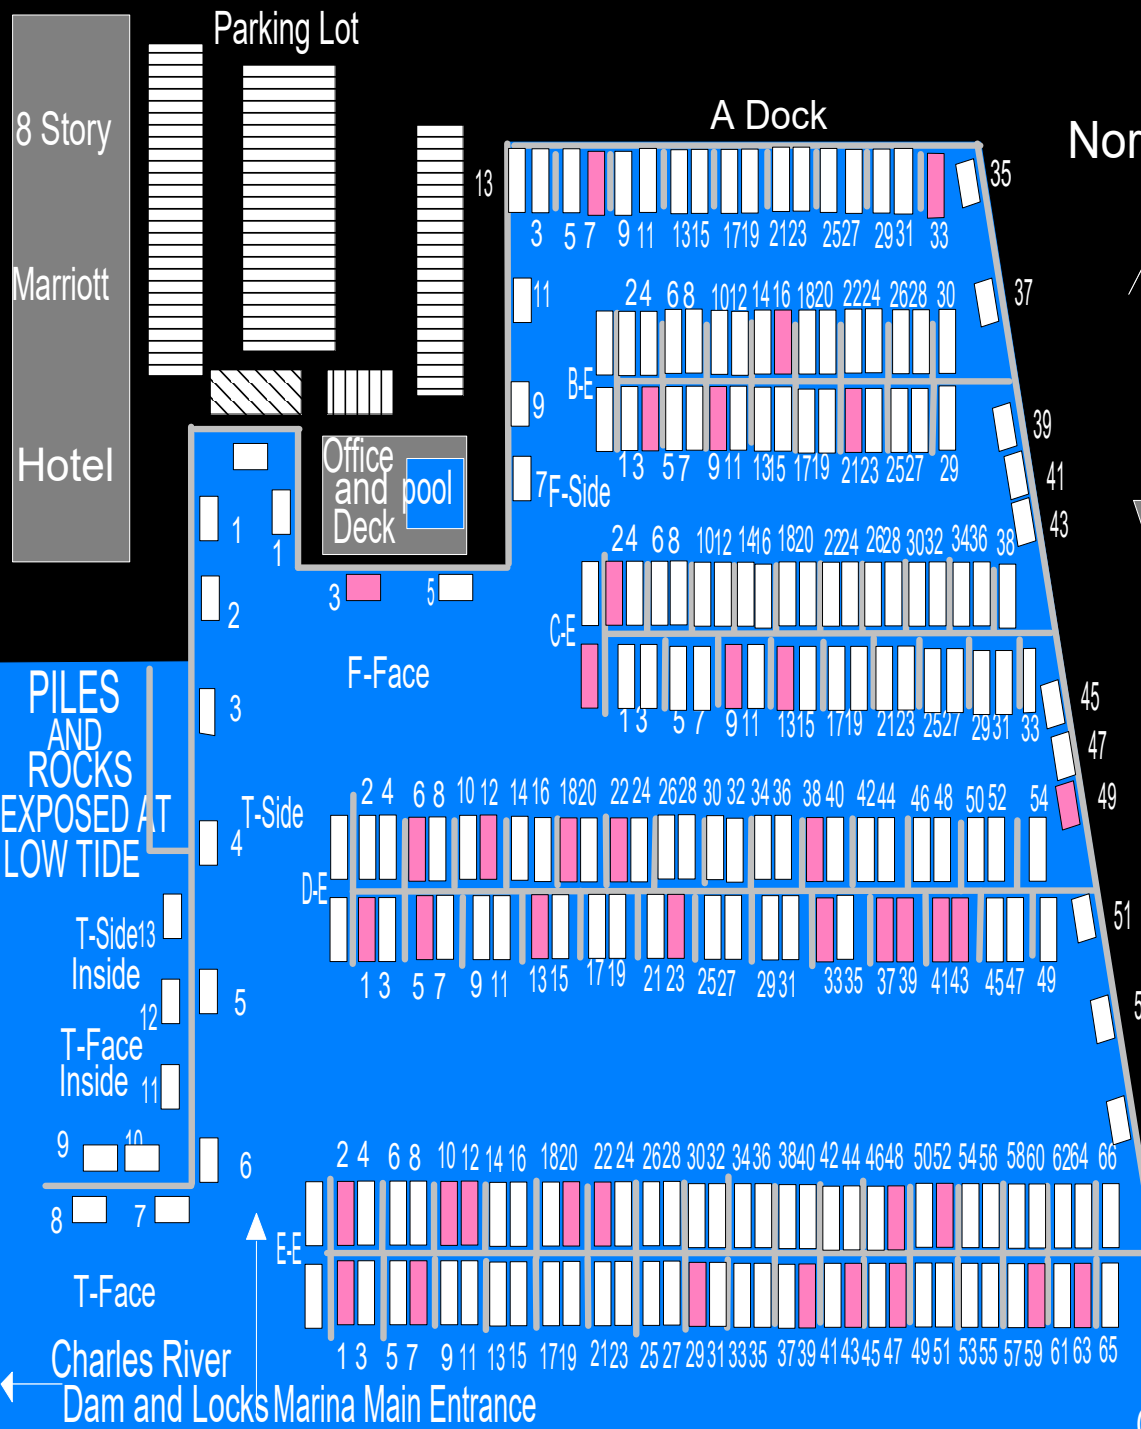 Parking Lot
8 Story
Marriott
Hotel
A Dock
Nor
13
3 5 7 9 11 13 15 17 19 21 23 25 27 29 31 33
35
37
11
9
7
F-Side
2 4 6 8 10 12 14 16 18 20 22 24 26 28 30
B-E
1 3 5 7 9 11 13 15 17 19 21 23 25 27 29
39
41
43
Office
and pool
Deck
1
1
2
3
3
5
F-Face
2 4 6 8 10 12 14 16 18 20 22 24 26 28 30 32 34 36 38
C-E
1 3 5 7 9 11 13 15 17 19 21 23 25 27 29 31 33
45
47
49
PILES
AND
ROCKS
EXPOSED AT
LOW TIDE
T-Side
4
2 4 6 8 10 12 14 16 18 20 22 24 26 28 30 32 34 36 38 40 42 44 46 48 50 52 54
D-E
1 3 5 7 9 11 13 15 17 19 21 23 25 27 29 31 33 35 37 39 41 43 45 47 49
51
5
T-Side 13
Inside
5
12
T-Face
Inside 11
9 10
6
8 7
T-Face
2 4 6 8 10 12 14 16 18 20 22 24 26 28 30 32 34 36 38 40 42 44 46 48 50 52 54 56 58 60 62 64 66
E-E
1 3 5 7 9 11 13 15 17 19 21 23 25 27 29 31 33 35 37 39 41 43 45 47 49 51 53 55 57 59 61 63 65
Charles River
Dam and Locks
Marina Main Entrance